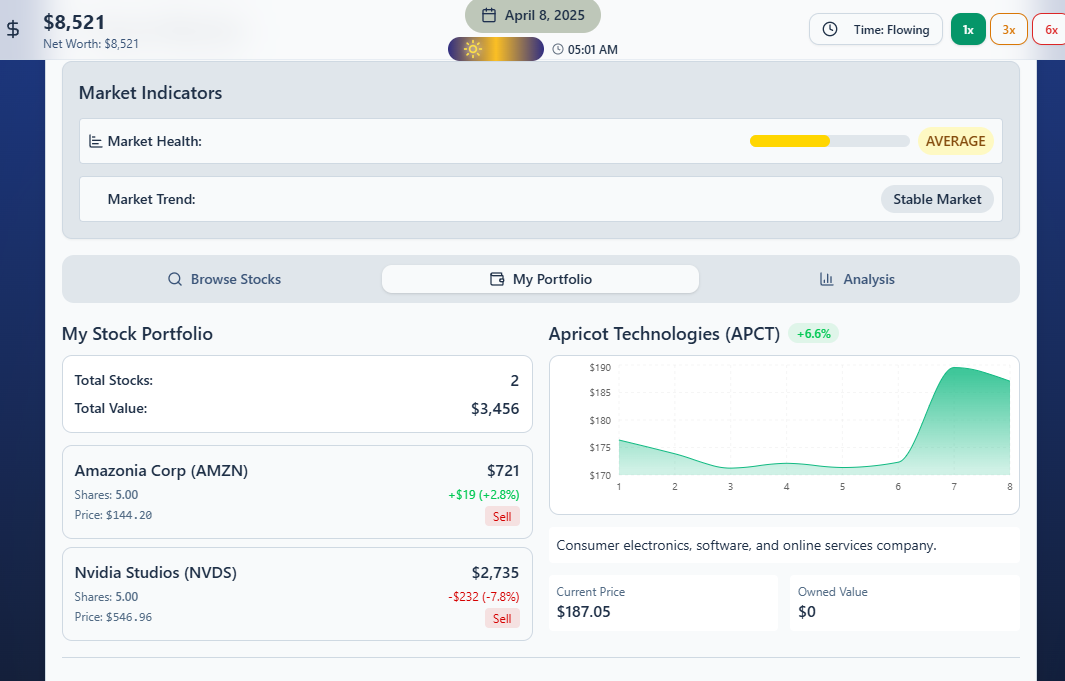 $8,521
Net Worth: $8,521
April 8, 2025
05:01 AM
Time: Flowing
1x
3x
6x
Market Indicators
Market Health:
AVERAGE
Market Trend:
Stable Market
Browse Stocks
My Portfolio
Analysis
My Stock Portfolio
Total Stocks: 2
Total Value: $3,456
Amazonia Corp (AMZN) $721
Shares: 5.00 +$19 (+2.8%)
Price: $144.20 Sell
Nvidia Studios (NVDS) $2,735
Shares: 5.00 -$232 (-7.8%)
Price: $546.96 Sell
Apricot Technologies (APCT) +6.6%
$190
$185
$180
$175
$170
1 2 3 4 5 6 7 8
Consumer electronics, software, and online services company.
Current Price
$187.05
Owned Value
$0